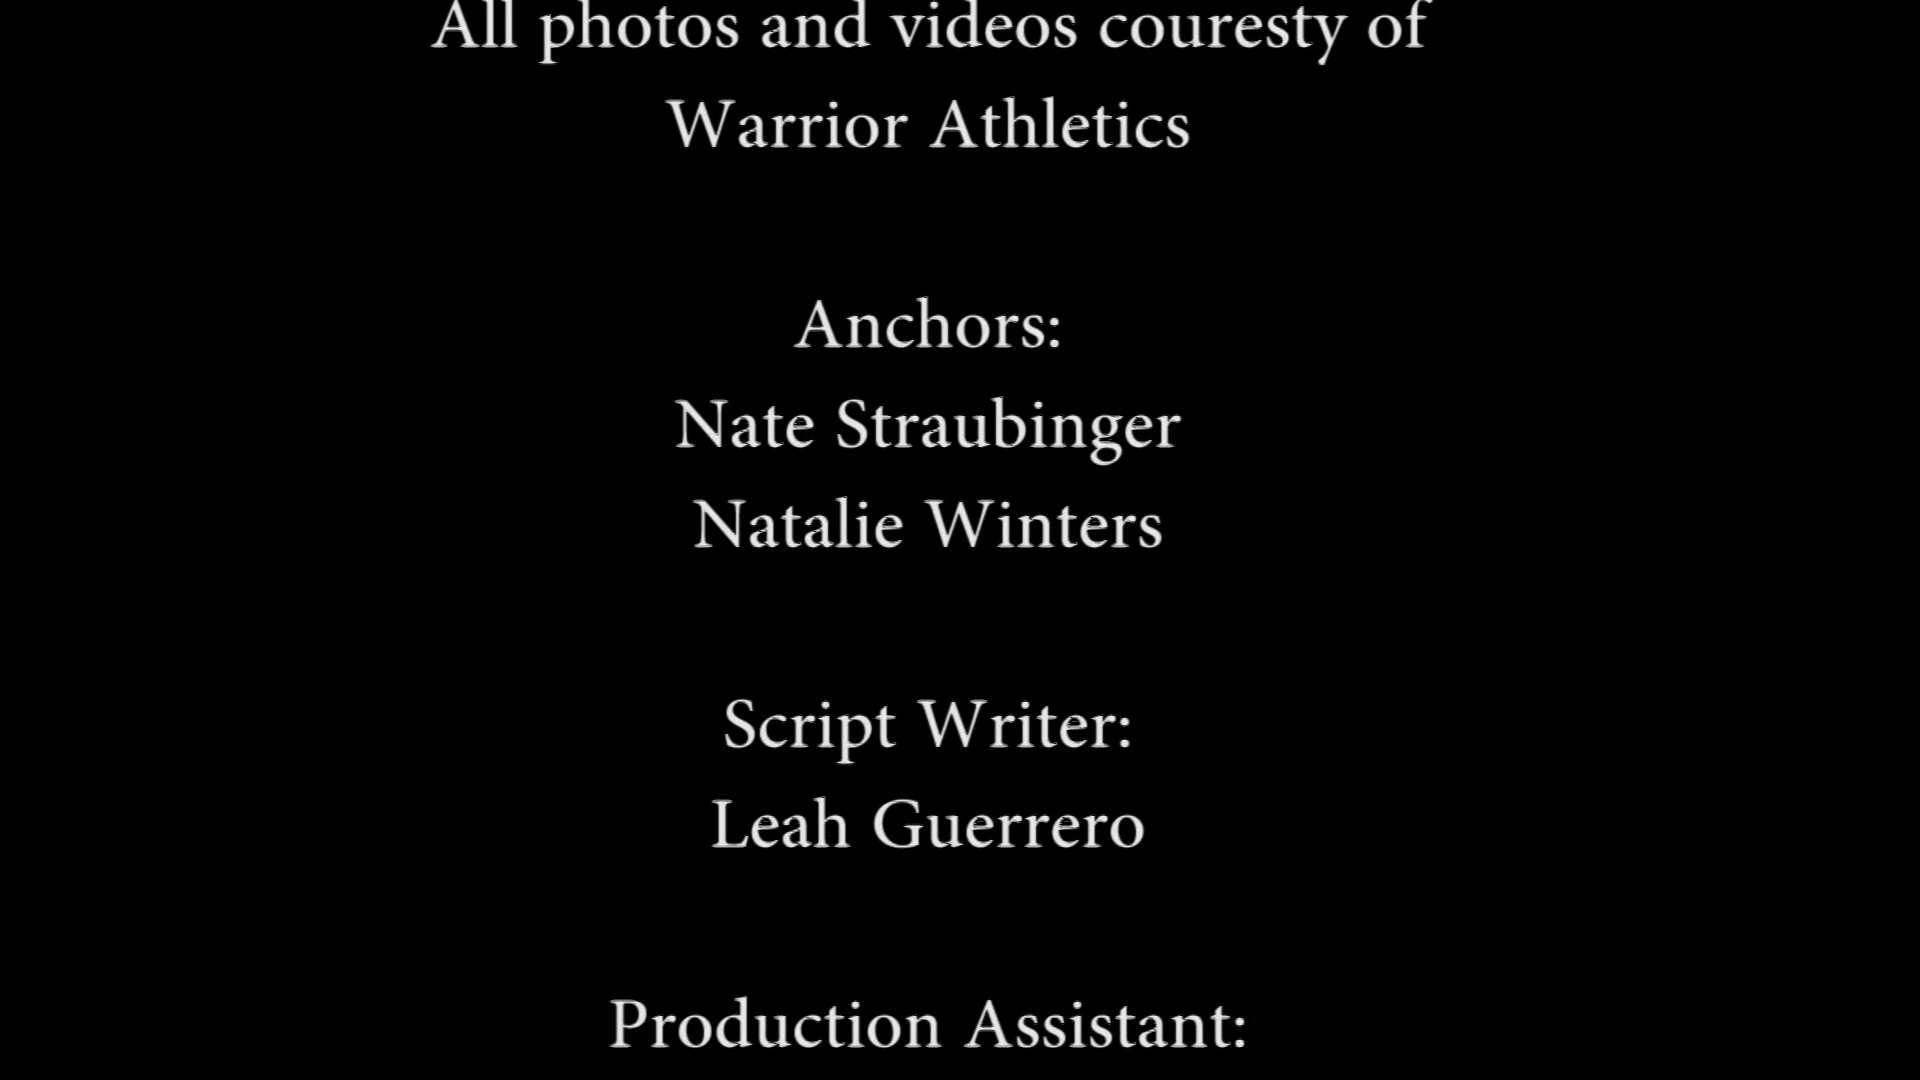 All photos and videos couresty of
Warrior Athletics
Anchors:
Nate Straubinger
Natalie Winters
Script Writer:
Leah Guerrero
Production Assistant: